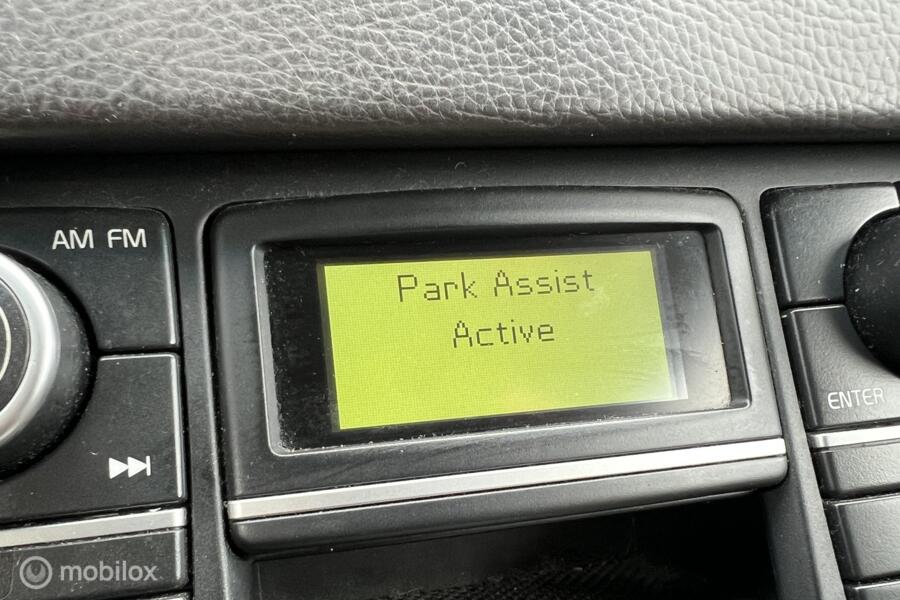 AM FM
Park Assist
Active
ENTER
mobilox